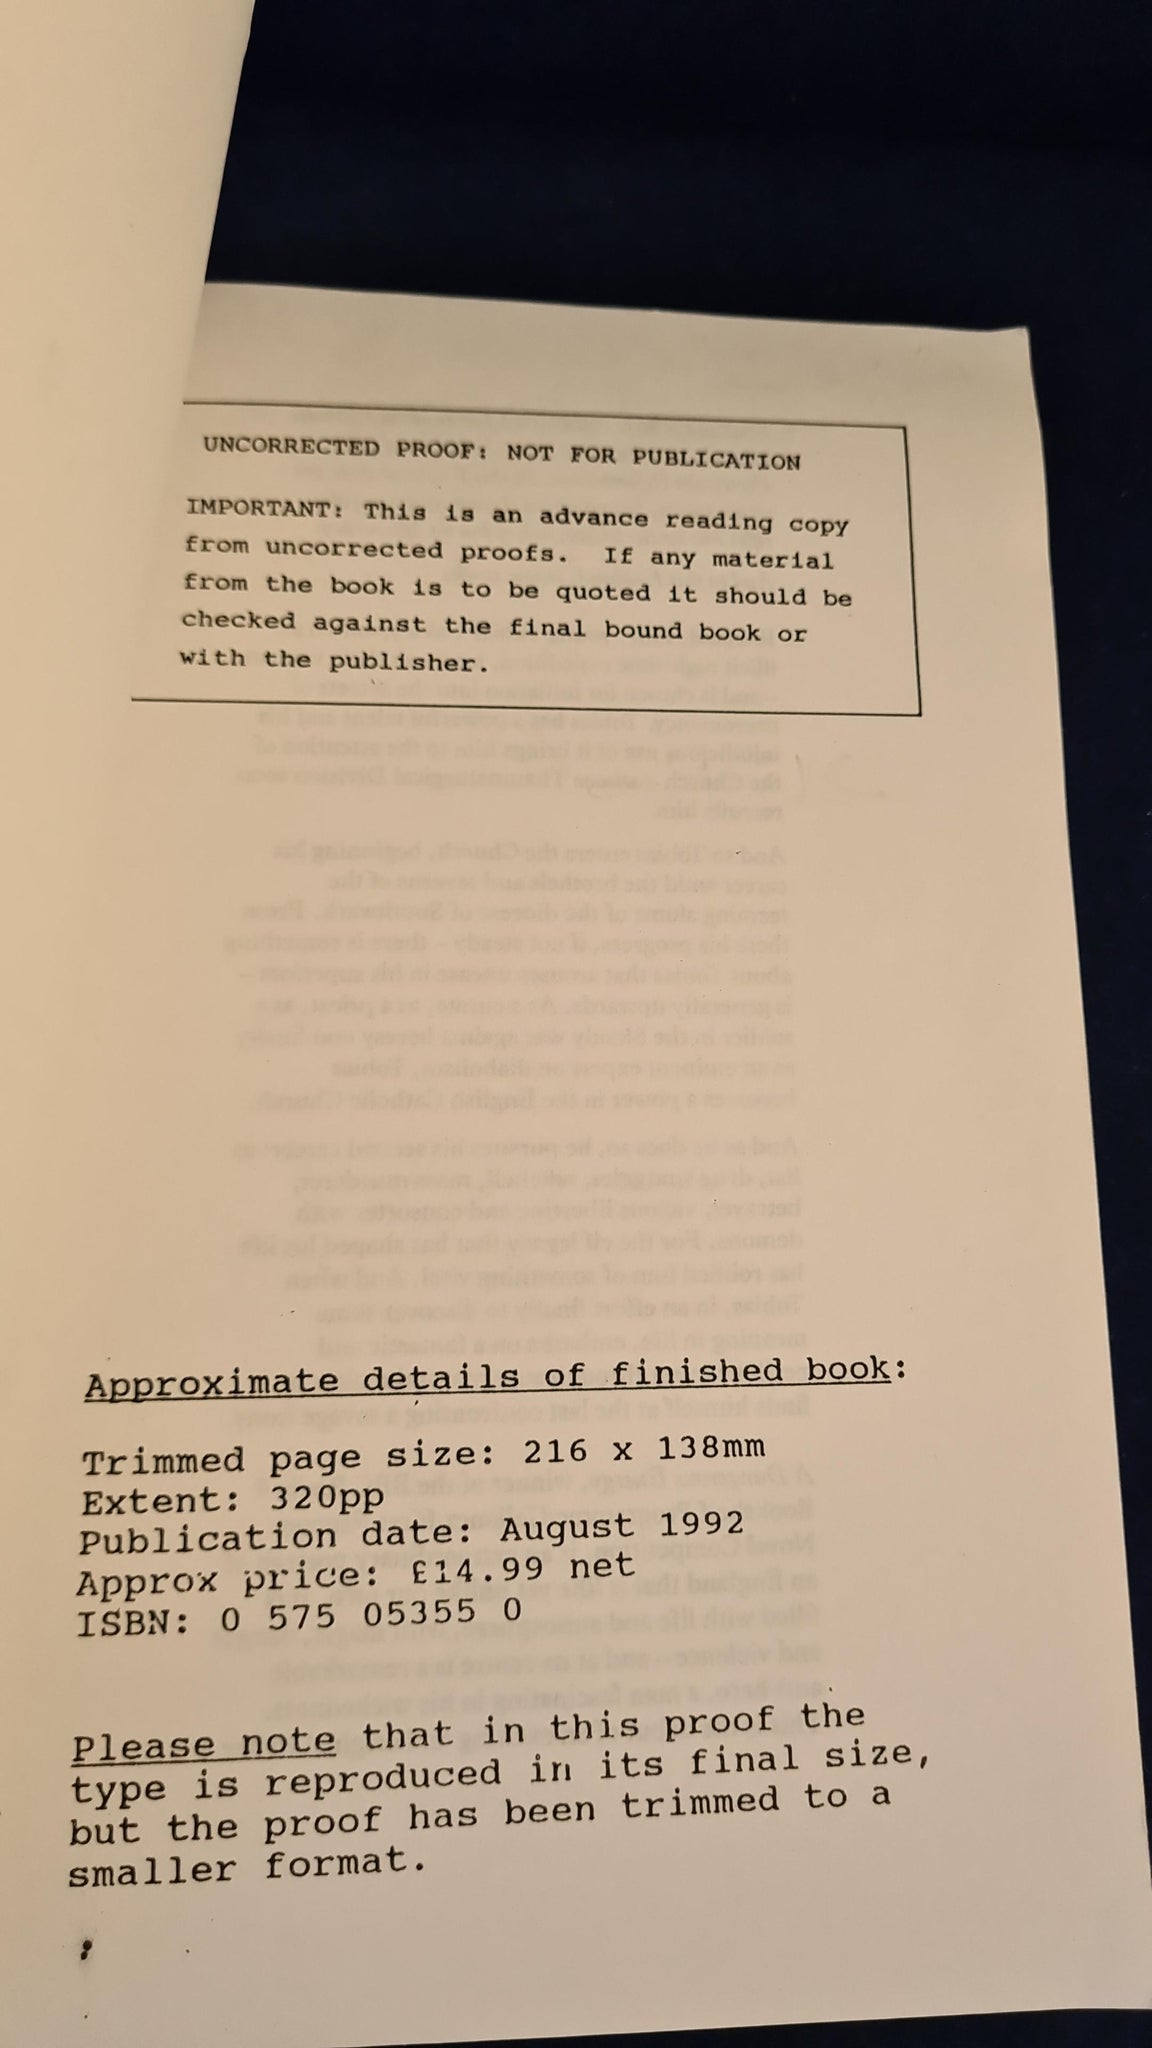 UNCORRECTED PROOF: NOT FOR PUBLICATION
IMPORTANT: This is an advance reading copy
from uncorrected proofs. If any material
from the book is to be quoted it should be
checked against the final bound book or
with the publisher.
Approximate details of finished book:
Trimmed page size: 216 x 138mm
Extent: 320pp
Publication date: August 1992
Approx price: £14.99 net
ISBN: 0 575 05355 0
Please note that in this proof the
type is reproduced in its final size,
but the proof has been trimmed to a
smaller format.